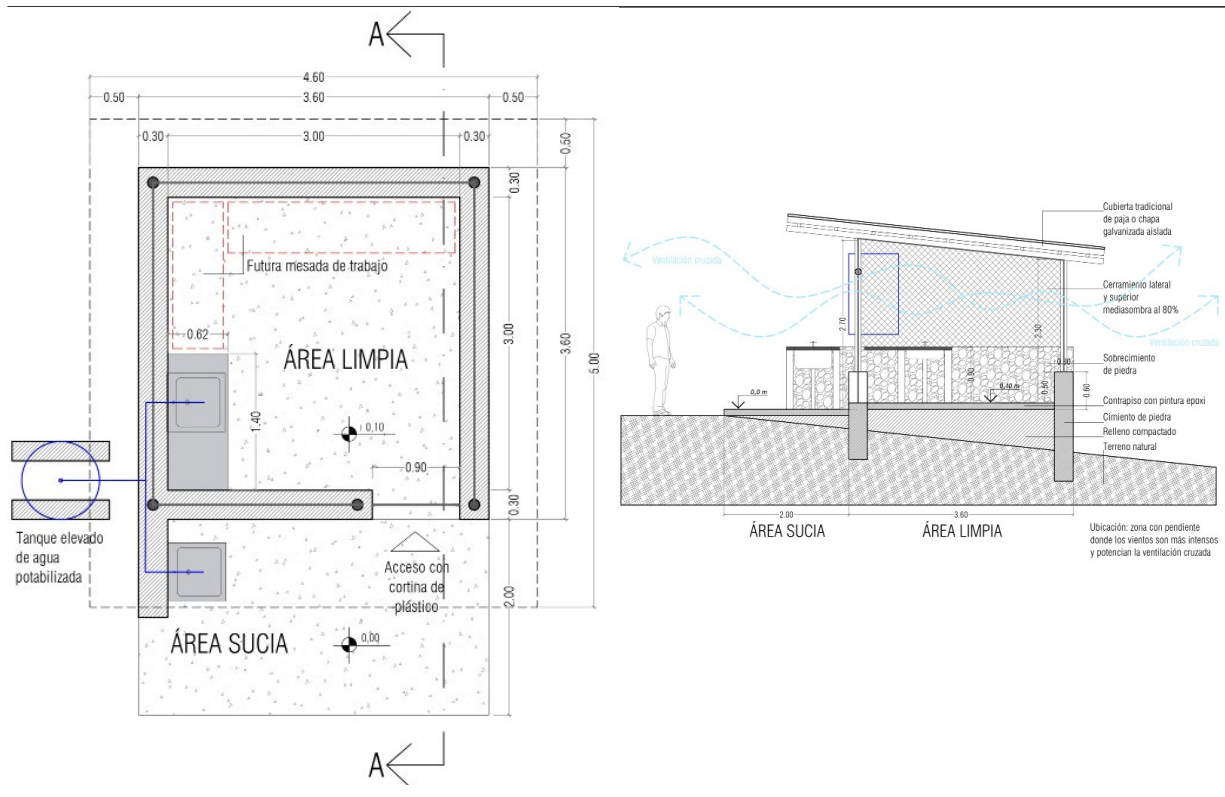 A
4.60
0.50
3.60
0.50
0.30
3.00
0.30
0.50
0.30
3.00
3.60
5.00
0.30
2.00
Futura mesada de trabajo
0.62
ÁREA LIMPIA
1.40
0,10
0.90
Tanque elevado
de agua
potabilizada
Acceso con
cortina de
plástico
ÁREA SUCIA
0,00
A
Cubierta tradicional
de paja o chapa
galvanizada aislada
Ventilación cruzada
Cerramiento lateral
y superior
mediasombra al 80%
Ventilación cruzada
2.70
2.30
Sobrecimiento
de piedra
0.90
0.50
0.60
0,0 m
0,10 m
Contrapiso con pintura epoxi
Cimiento de piedra
Relleno compactado
Terreno natural
2.00
3.60
ÁREA SUCIA
ÁREA LIMPIA
Ubicación: zona con pendiente
donde los vientos son más intensos
y potencian la ventilación cruzada